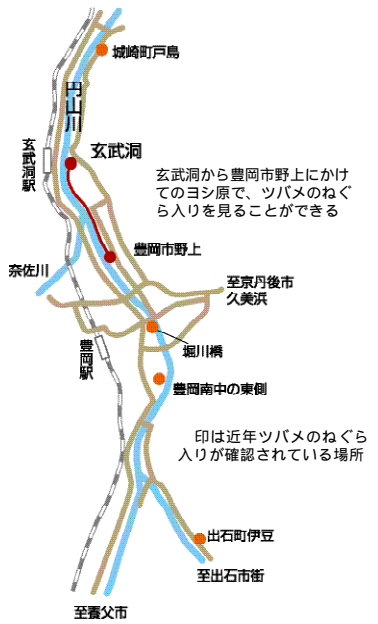 城崎町戸島
円山川
玄武洞駅
玄武洞
玄武洞から豊岡市野上にかけ
てのヨシ原で、ツバメのねぐ
ら入りを見ることができる
豊岡市野上
奈佐川
至京丹後市
久美浜
豊岡駅
堀川橋
豊岡南中の東側
印は近年ツバメのねぐら
入りが確認されている場所
出石町伊豆
至出石市街
至養父市